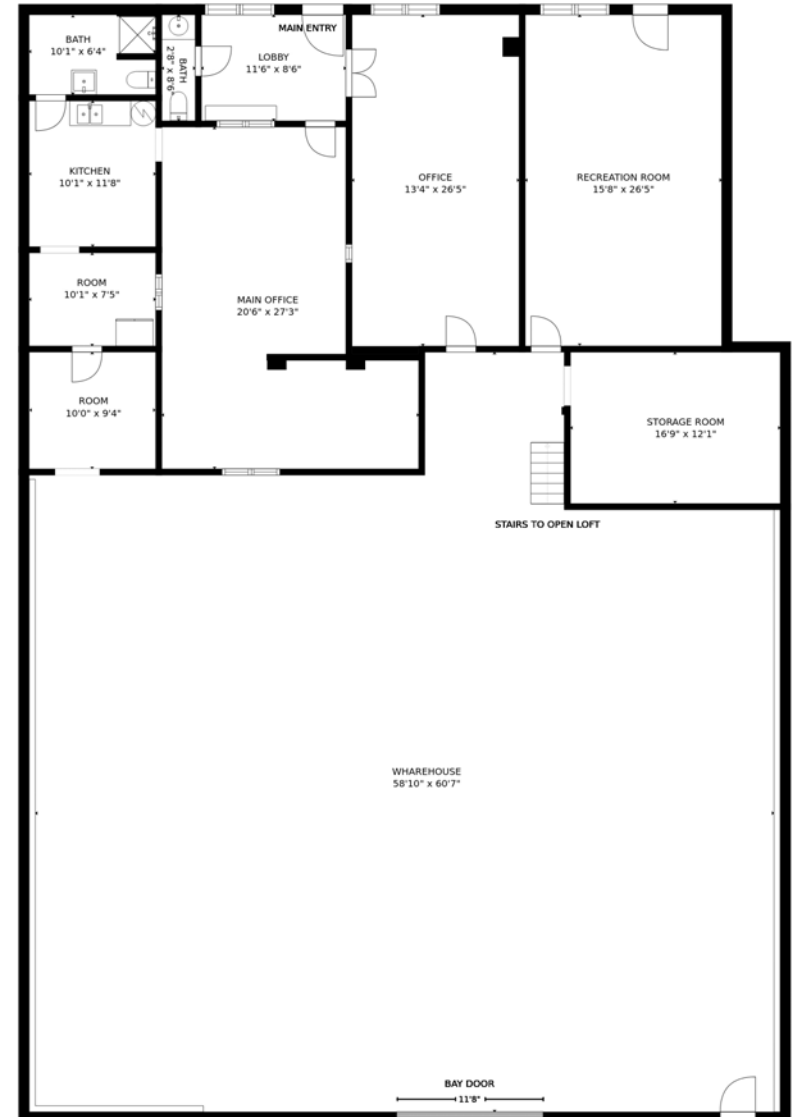 MAIN ENTRY
BATH
10'1" x 6'4"
BATH
2'8" x 8'6"
LOBBY
11'6" x 8'6"
KITCHEN
10'1" x 11'8"
OFFICE
13'4" x 26'5"
RECREATION ROOM
15'8" x 26'5"
ROOM
10'1" x 7'5"
MAIN OFFICE
20'6" x 27'3"
ROOM
10'0" x 9'4"
STORAGE ROOM
16'9" x 12'1"
STAIRS TO OPEN LOFT
WHAREHOUSE
58'10" x 60'7"
BAY DOOR
11'8"